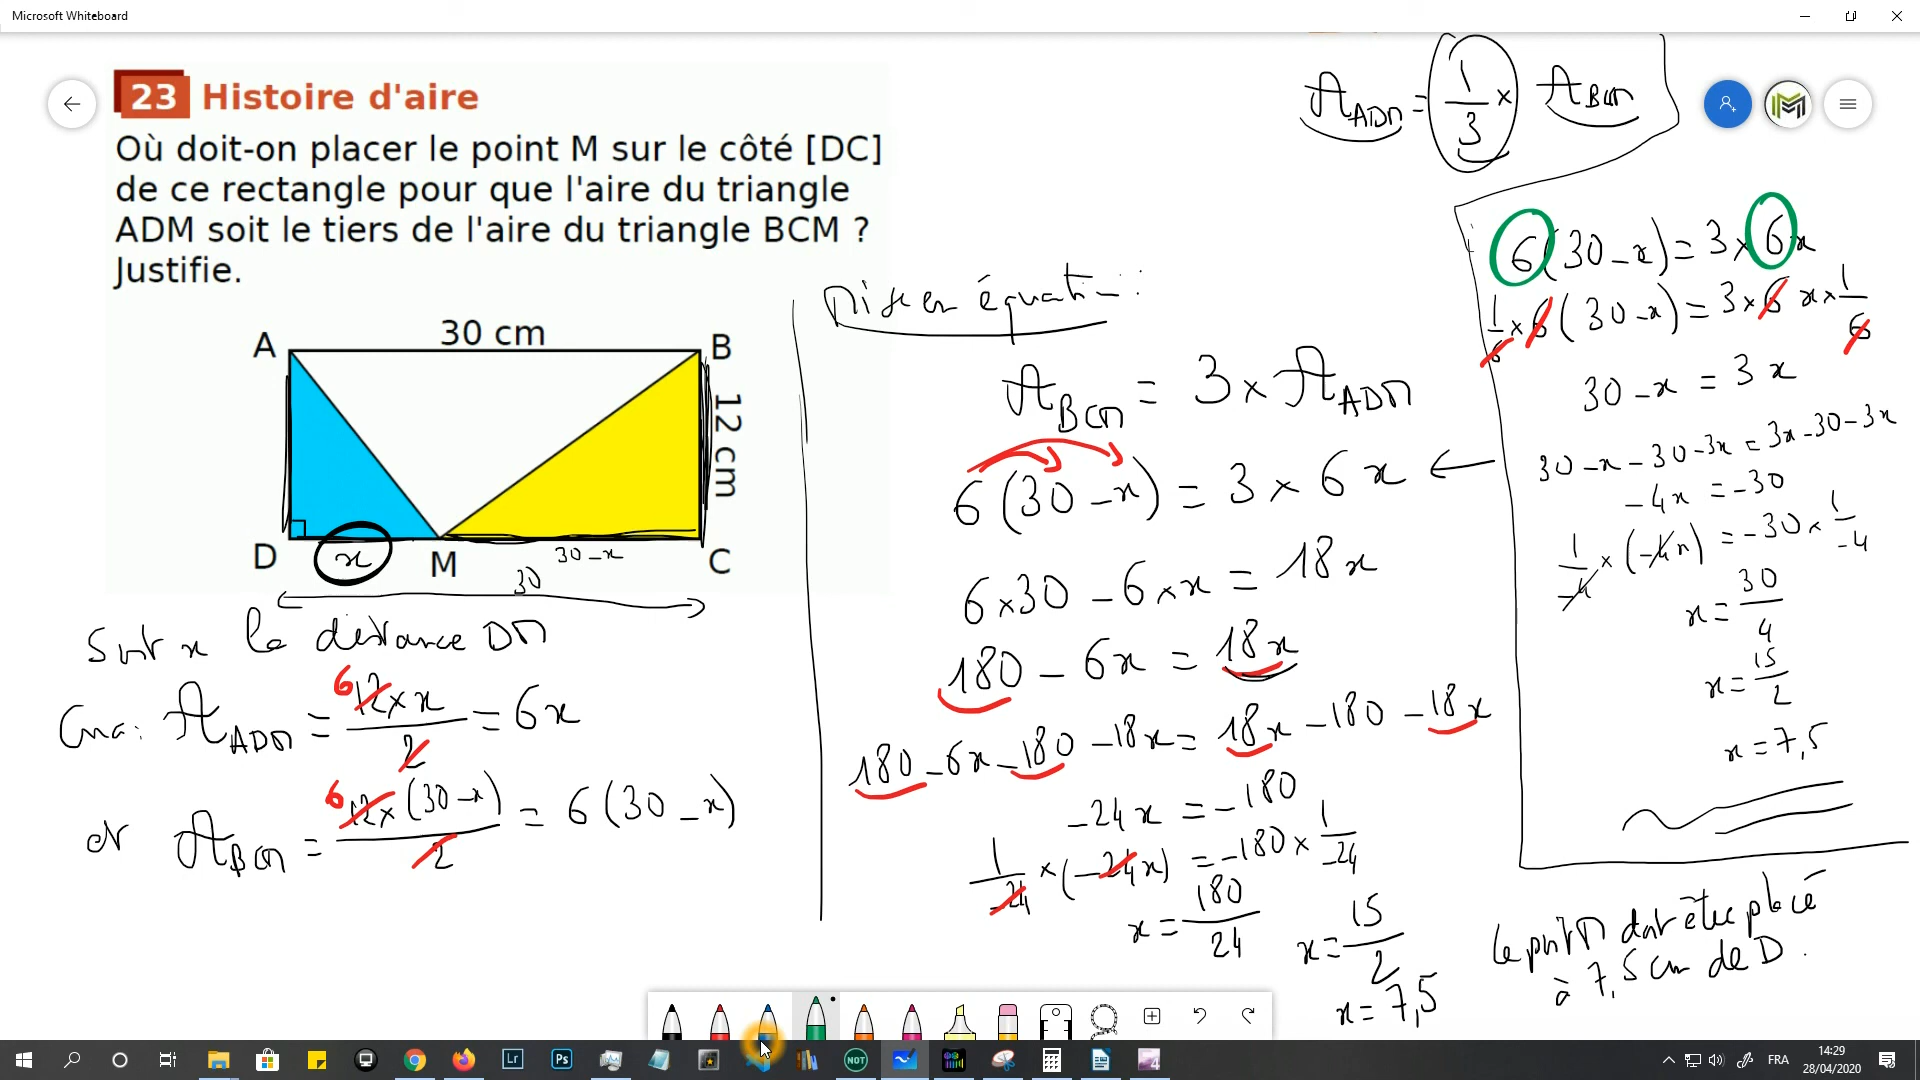 Microsoft Whiteboard
23 Histoire d'aire
Où doit-on placer le point M sur le côté [DC]
de ce rectangle pour que l'aire du triangle
ADM soit le tiers de l'aire du triangle BCM ?
Justifie.
A 30 cm B
12 cm
D x M 30-x C
30
Soit x la distance DM
On a: A_ADM = 12×x/2 = 6x
6
et A_BCM = 12×(30-x)/2 = 6(30-x)
6
Mise en équation:
A_BCM = 3× A_ADM
6(30-x) = 3 × 6x
6×30 - 6×x = 18x
180 - 6x = 18x
180 - 6x - 180 - 18x = 18x - 180 - 18x
-24x = -180
1/-24 × (-24x) = -180 × 1/-24
x = 180/24
x = 15/2
x = 7,5
A_ADM = 1/3 × A_BCM
6(30-x) = 3×6x
1/6 × 6(30-x) = 3×6x×1/6
30-x = 3x
30-x-30-3x = 3x-30-3x
-4x = -30
1/-4 × (-4x) = -30 × 1/-4
x = 30/4
x = 15/2
x = 7,5
Le point M doit être placé
à 7,5 cm de D.
Lr
Ps
NOT
4
FRA
14:29
28/04/2020